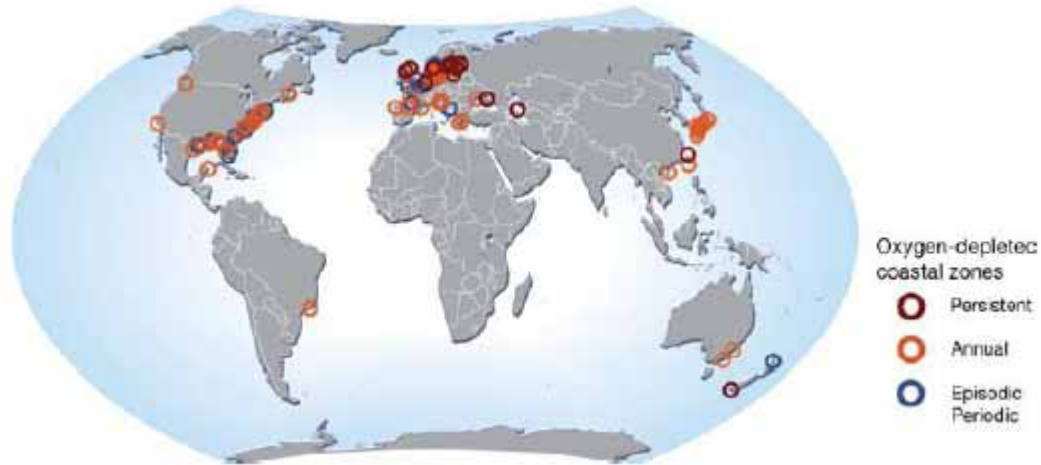 Oxygen-depletec
coastal zones
Persistent
Annual
Episodic
Periodic